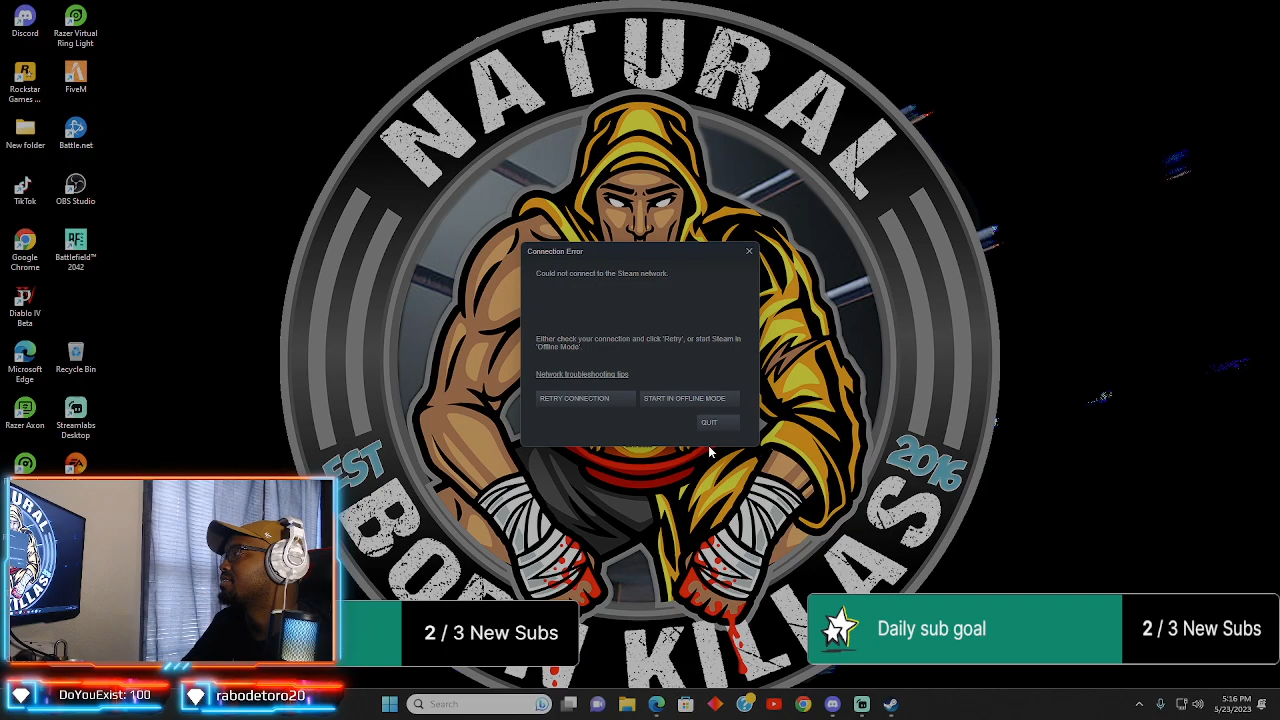 Discord
Razer Virtual
Ring Light
Rockstar
Games ...
FiveM
New folder
Battle.net
TikTok
OBS Studio
Google
Chrome
Battlefield™
2042
Diablo IV
Beta
Microsoft
Edge
Recycle Bin
Razer Axon
Streamlabs
Desktop
EA
NATURAL
EST
2016
BORN KILLAS
Connection Error
Could not connect to the Steam network.
Either check your connection and click 'Retry', or start Steam in
'Offline Mode'.
Network troubleshooting tips
RETRY CONNECTION
START IN OFFLINE MODE
QUIT
2 / 3 New Subs
Daily sub goal
2 / 3 New Subs
DoYouExist: 100
rabodetoro20
Search
5:16 PM
5/23/2023